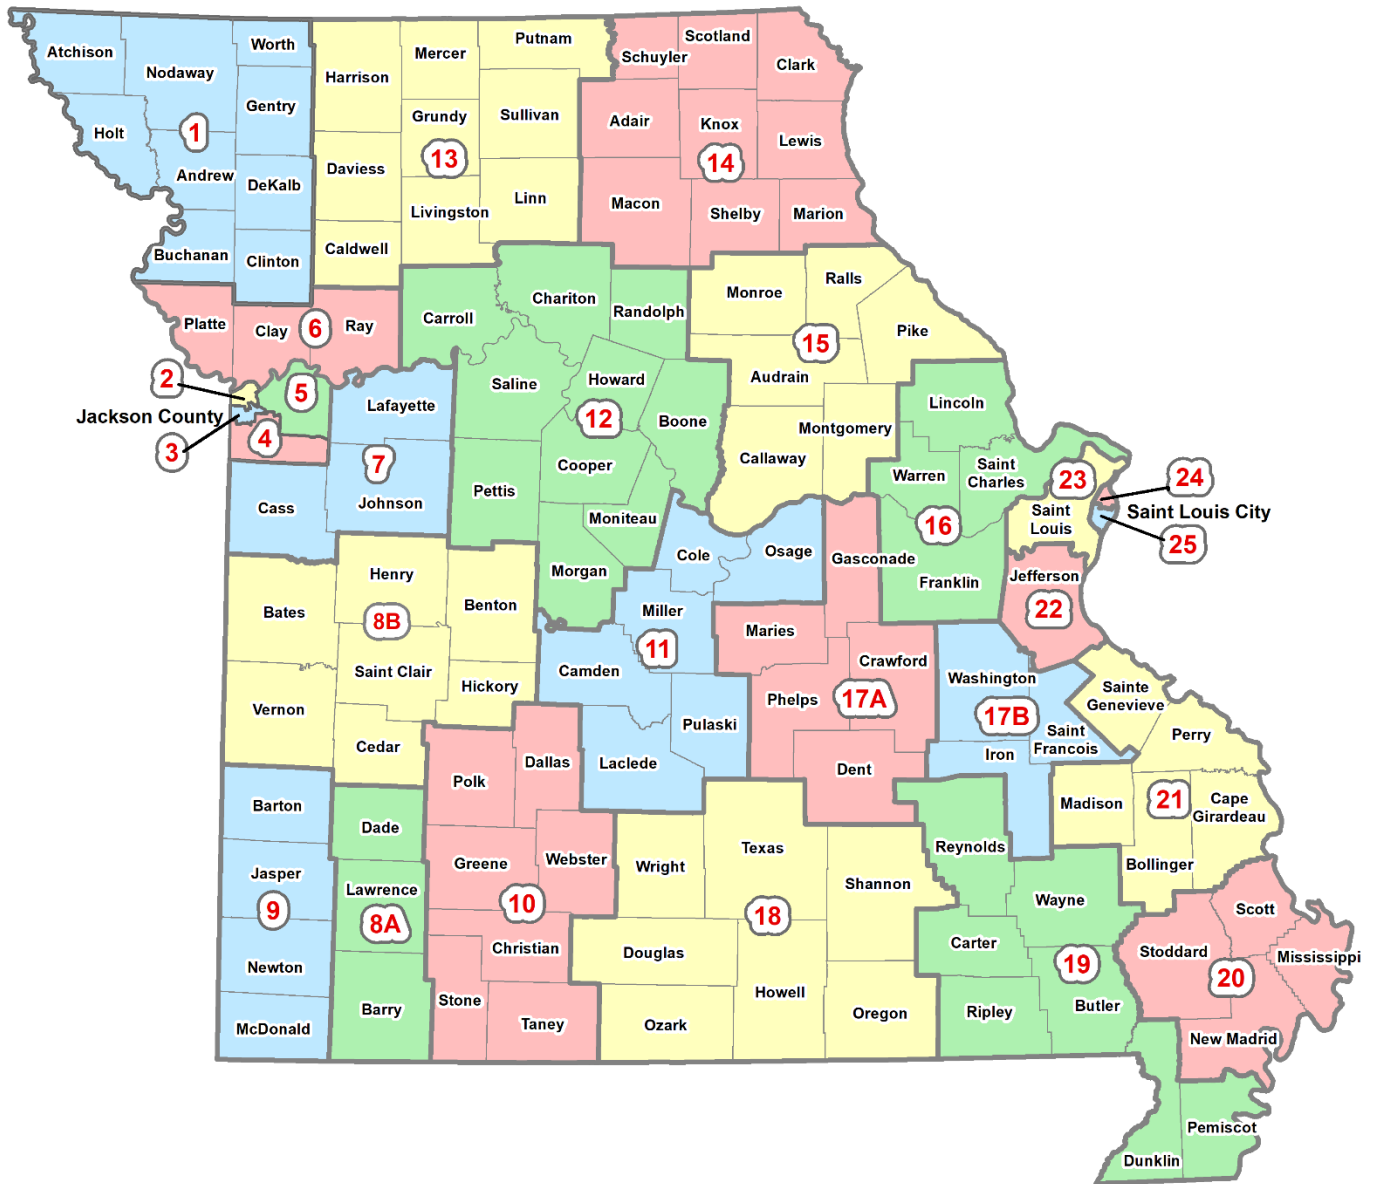 Atchison
Nodaway
Worth
Gentry
Holt
1
Andrew
DeKalb
Buchanan
Clinton
Harrison
Mercer
Putnam
Grundy
Sullivan
13
Daviess
Livingston
Linn
Caldwell
Schuyler
Scotland
Clark
Adair
Knox
Lewis
14
Macon
Shelby
Marion
Platte
Clay
6
Ray
2
5
Jackson County
3
4
Lafayette
7
Johnson
Cass
Carroll
Chariton
Randolph
Saline
Howard
12
Boone
Cooper
Pettis
Moniteau
Morgan
Monroe
Ralls
Pike
15
Audrain
Montgomery
Callaway
Lincoln
Warren
Saint
Charles
16
Franklin
23
Saint
Louis
24
Saint Louis City
25
Jefferson
22
Bates
Henry
Benton
8B
Saint Clair
Hickory
Vernon
Cedar
Cole
Osage
Miller
11
Camden
Pulaski
Laclede
Gasconade
Maries
Crawford
Phelps
17A
Dent
Washington
17B
Saint
Francois
Iron
Sainte
Genevieve
Perry
Madison
21
Cape
Girardeau
Bollinger
Barton
Jasper
9
Newton
McDonald
Dade
Lawrence
8A
Barry
Polk
Dallas
Greene
Webster
10
Christian
Stone
Taney
Wright
Texas
Shannon
18
Douglas
Howell
Ozark
Oregon
Reynolds
Wayne
Carter
19
Ripley
Butler
Scott
Stoddard
Mississippi
20
New Madrid
Pemiscot
Dunklin